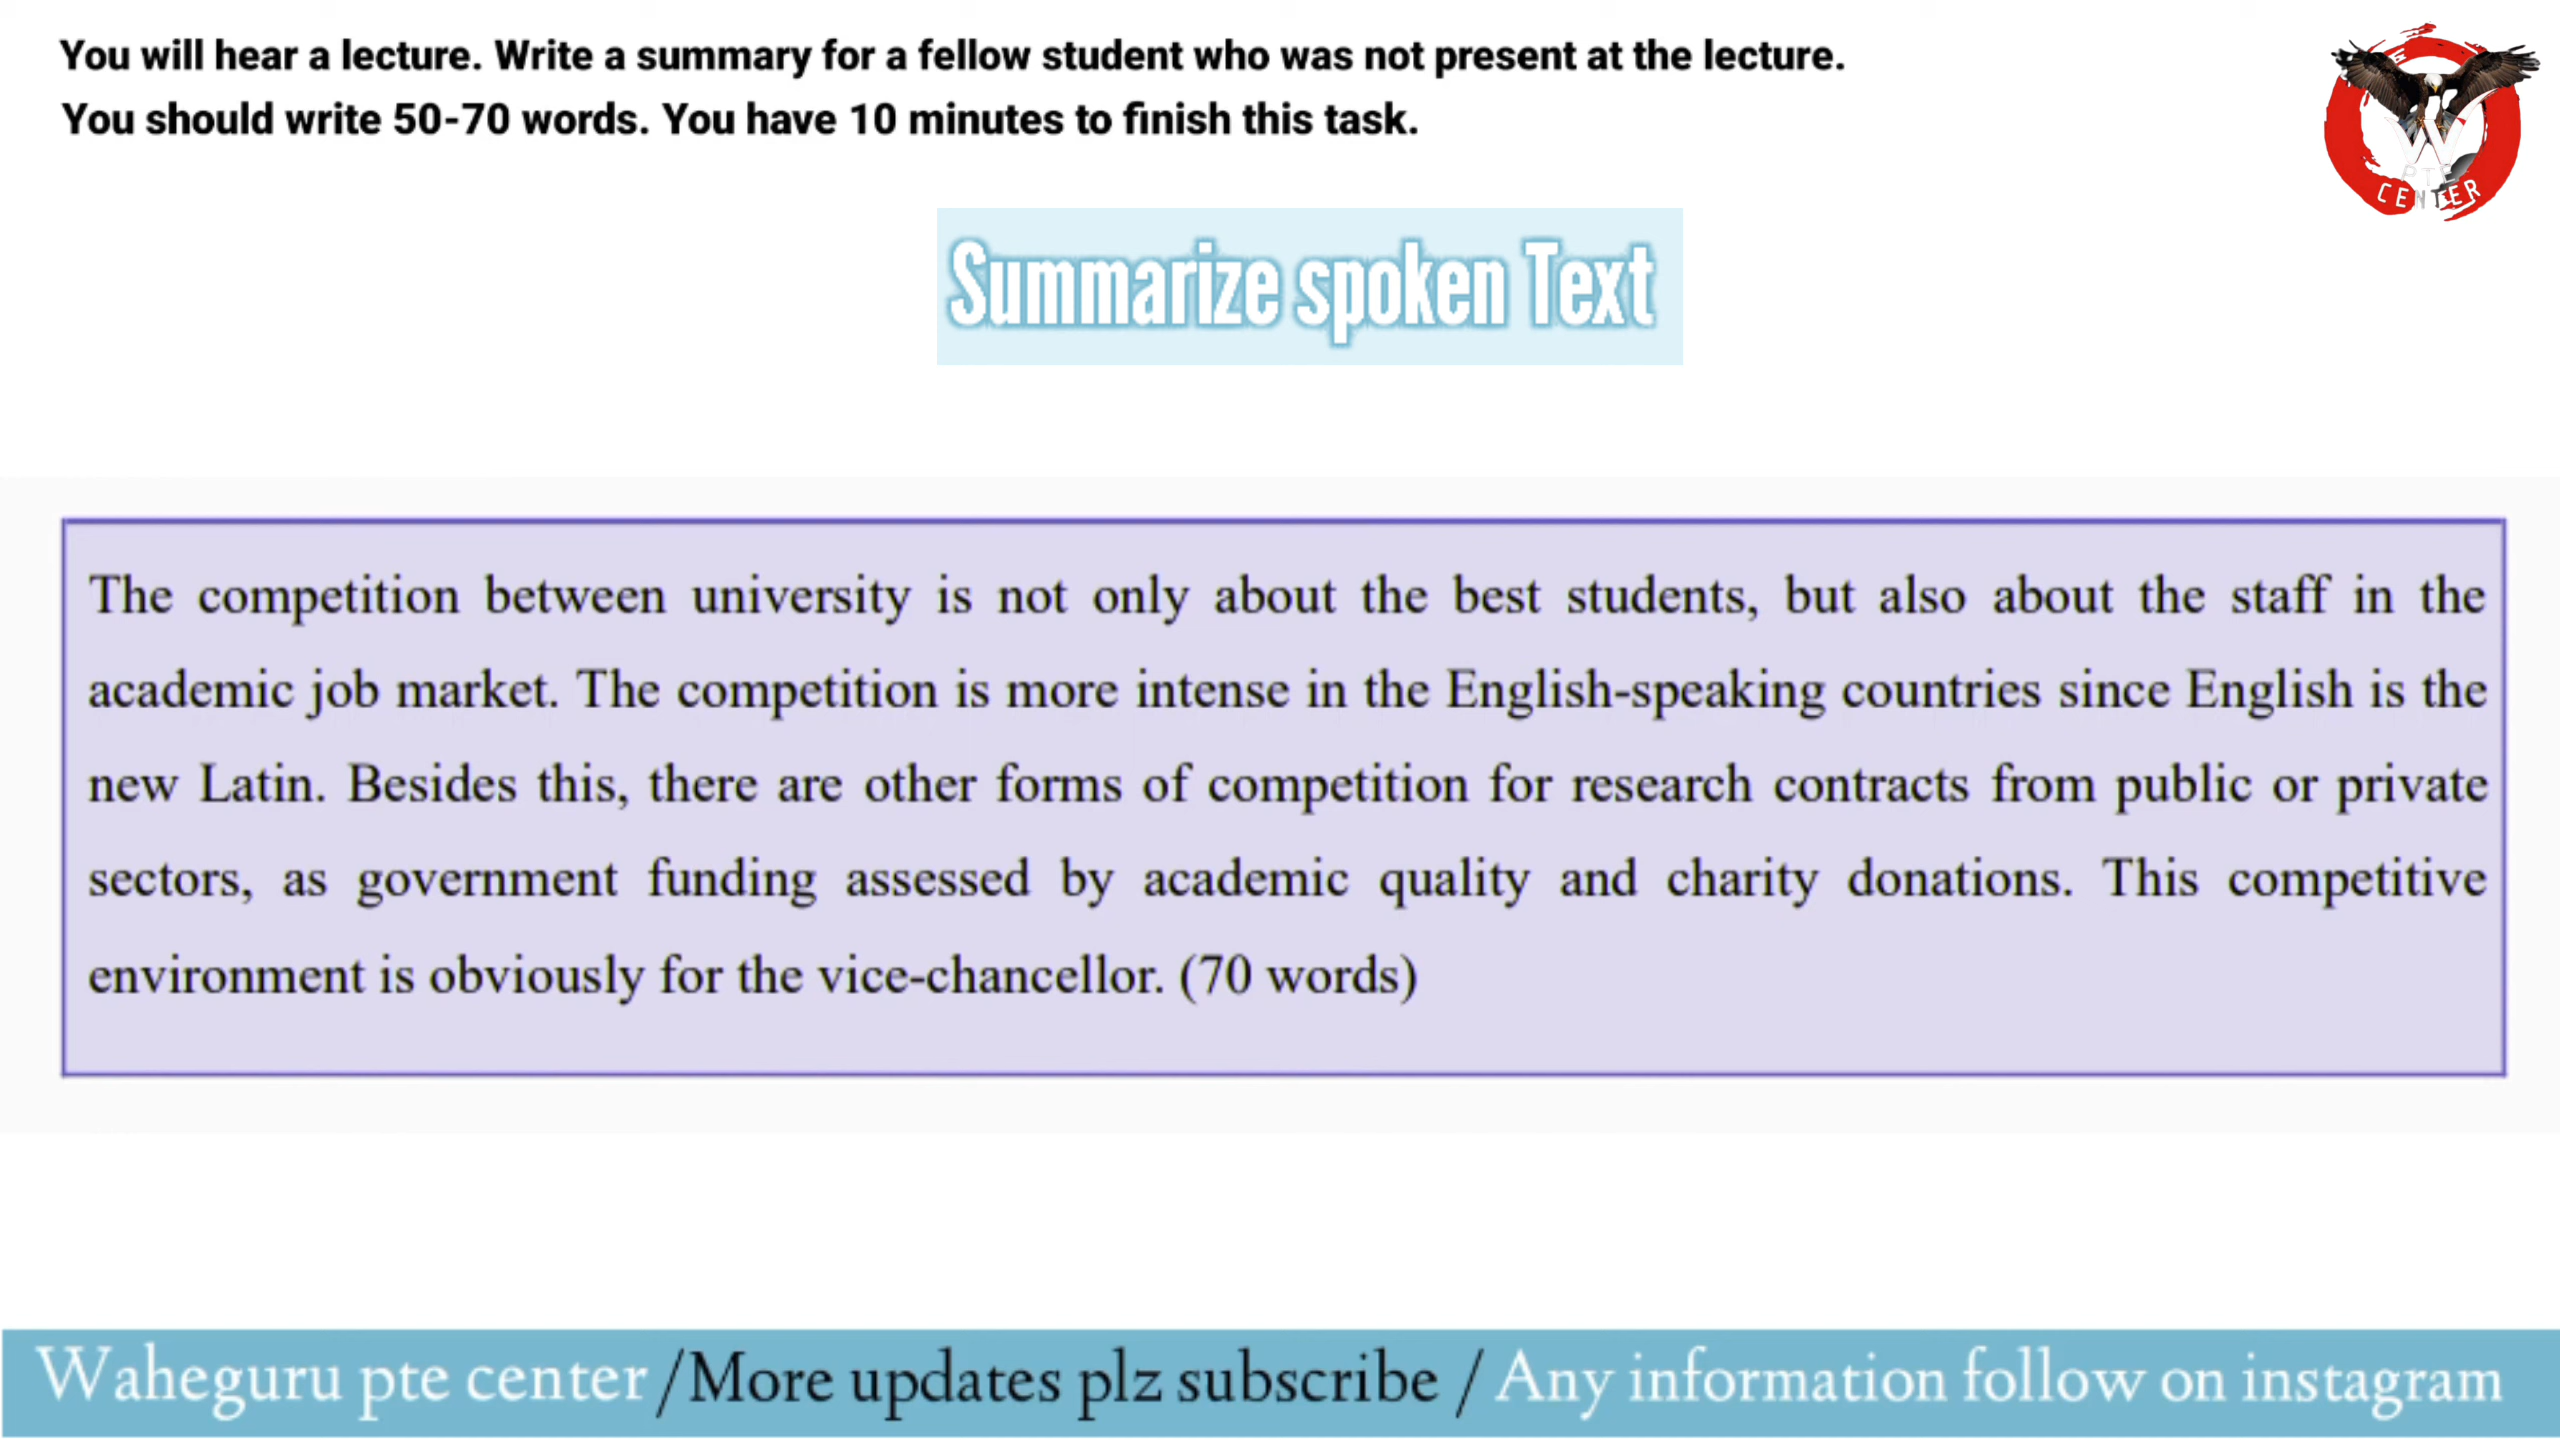 You will hear a lecture. Write a summary for a fellow student who was not present at the lecture.
You should write 50-70 words. You have 10 minutes to finish this task.
W
PTE
CENTER
Summarize spoken Text
The competition between university is not only about the best students, but also about the staff in the
academic job market. The competition is more intense in the English-speaking countries since English is the
new Latin. Besides this, there are other forms of competition for research contracts from public or private
sectors, as government funding assessed by academic quality and charity donations. This competitive
environment is obviously for the vice-chancellor. (70 words)
Waheguru pte center /More updates plz subscribe / Any information follow on instagram